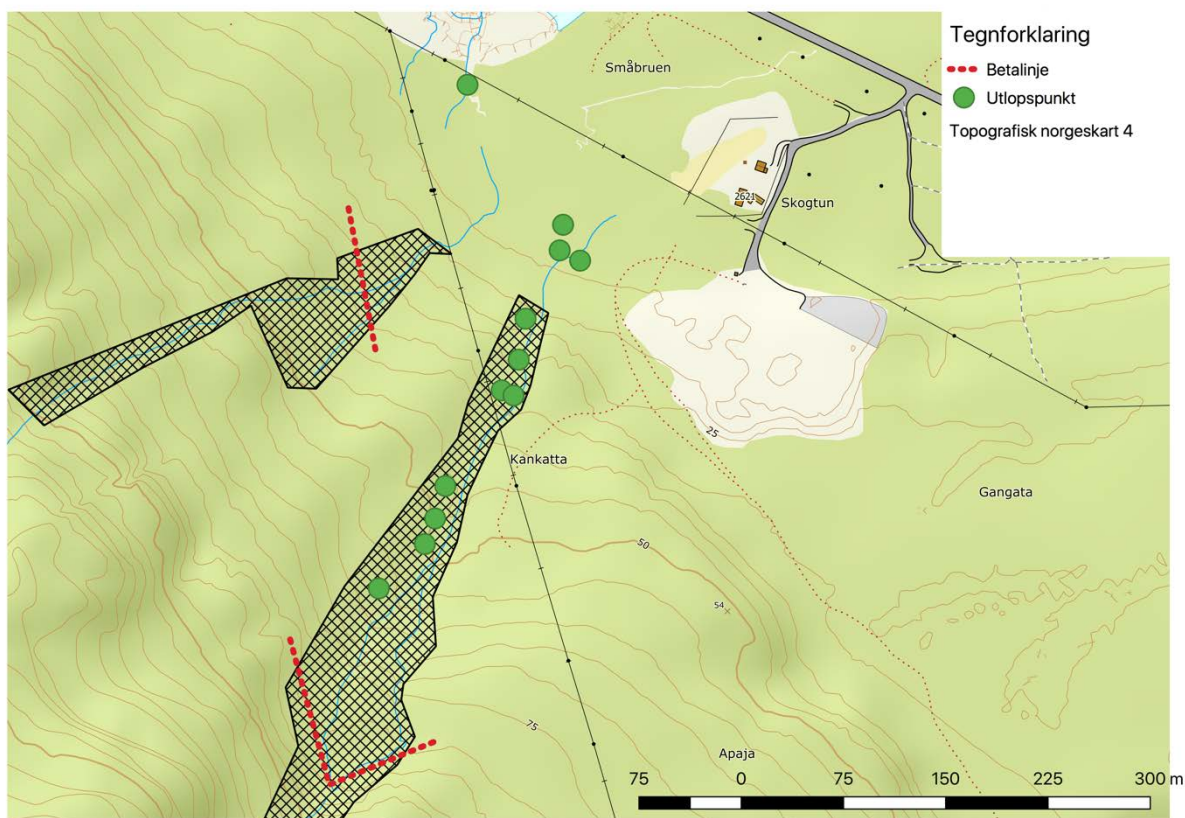 Tegnforklaring
Betalinje
Utlopspunkt
Topografisk norgeskart 4
Småbruen
2621
Skogtun
25
Kankatta
Gangata
50
54
75
Apaja
75 0 75 150 225 300 m